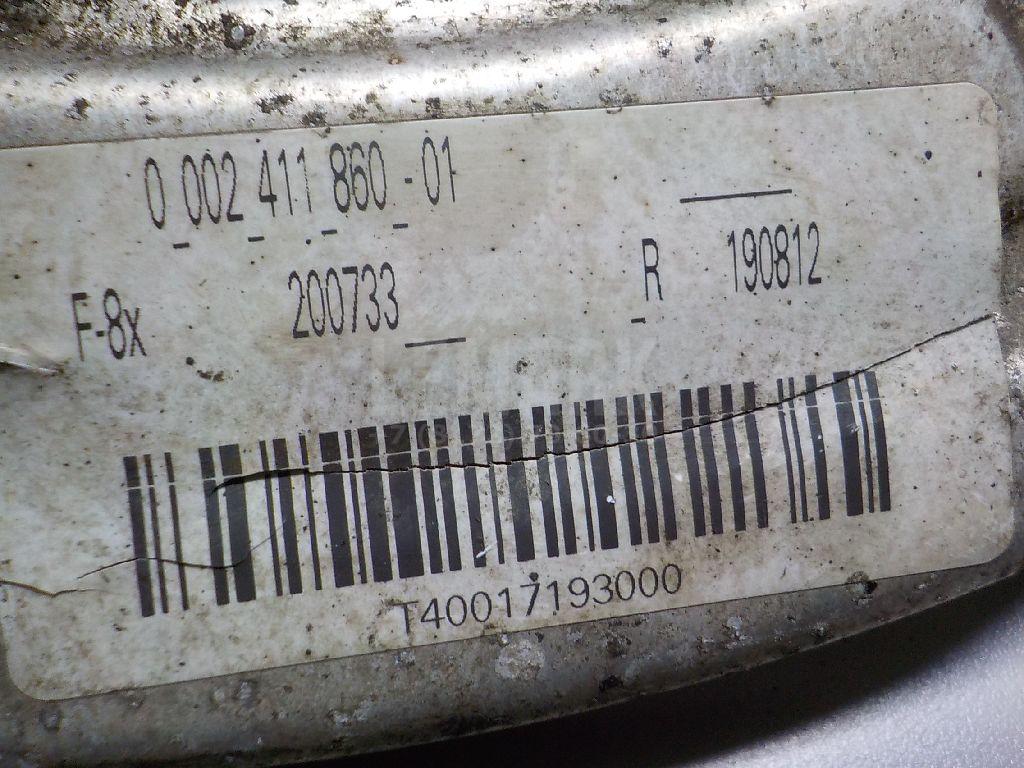 0 002 411 860 - 01
F-8x 200733 R 190812
T40017193000